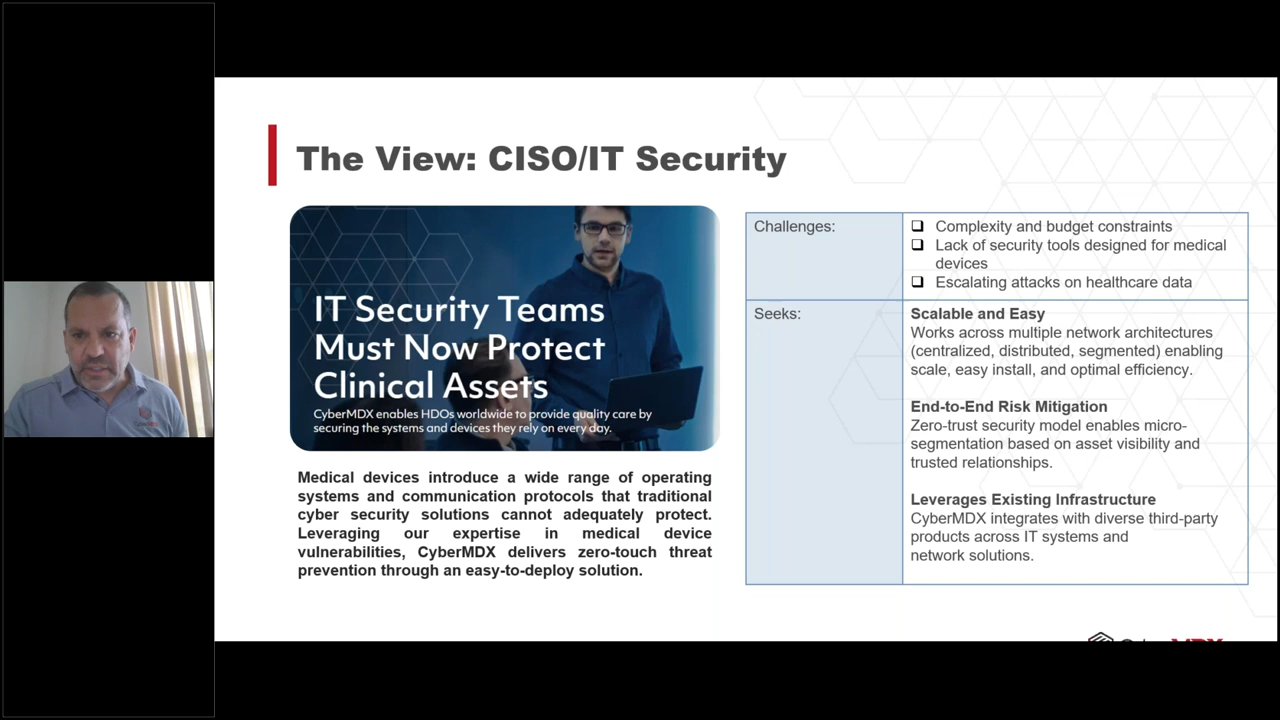 The View: CISO/IT Security
IT Security Teams
Must Now Protect
Clinical Assets
CyberMDX enables HDOs worldwide to provide quality care by
securing the systems and devices they rely on every day.
Medical devices introduce a wide range of operating
systems and communication protocols that traditional
cyber security solutions cannot adequately protect.
Leveraging our expertise in medical device
vulnerabilities, CyberMDX delivers zero-touch threat
prevention through an easy-to-deploy solution.
Challenges:
❑ Complexity and budget constraints
❑ Lack of security tools designed for medical
devices
❑ Escalating attacks on healthcare data
Seeks:
Scalable and Easy
Works across multiple network architectures
(centralized, distributed, segmented) enabling
scale, easy install, and optimal efficiency.
End-to-End Risk Mitigation
Zero-trust security model enables micro-
segmentation based on asset visibility and
trusted relationships.
Leverages Existing Infrastructure
CyberMDX integrates with diverse third-party
products across IT systems and
network solutions.